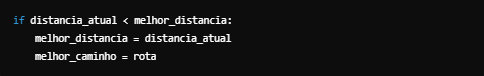 if distancia_atual < melhor_distancia:
    melhor_distancia = distancia_atual
    melhor_caminho = rota